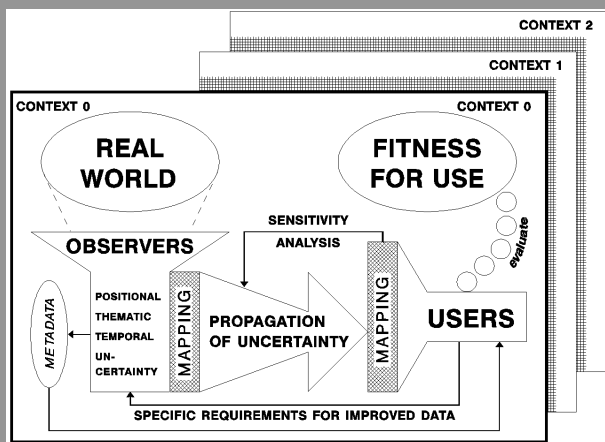 CONTEXT 2
CONTEXT 1
CONTEXT 0
CONTEXT 0
REAL
WORLD
FITNESS
FOR USE
SENSITIVITY
ANALYSIS
evaluate
OBSERVERS
METADATA
POSITIONAL
THEMATIC
TEMPORAL
UN-
CERTAINTY
MAPPING
PROPAGATION
OF UNCERTAINTY
MAPPING
USERS
SPECIFIC REQUIREMENTS FOR IMPROVED DATA